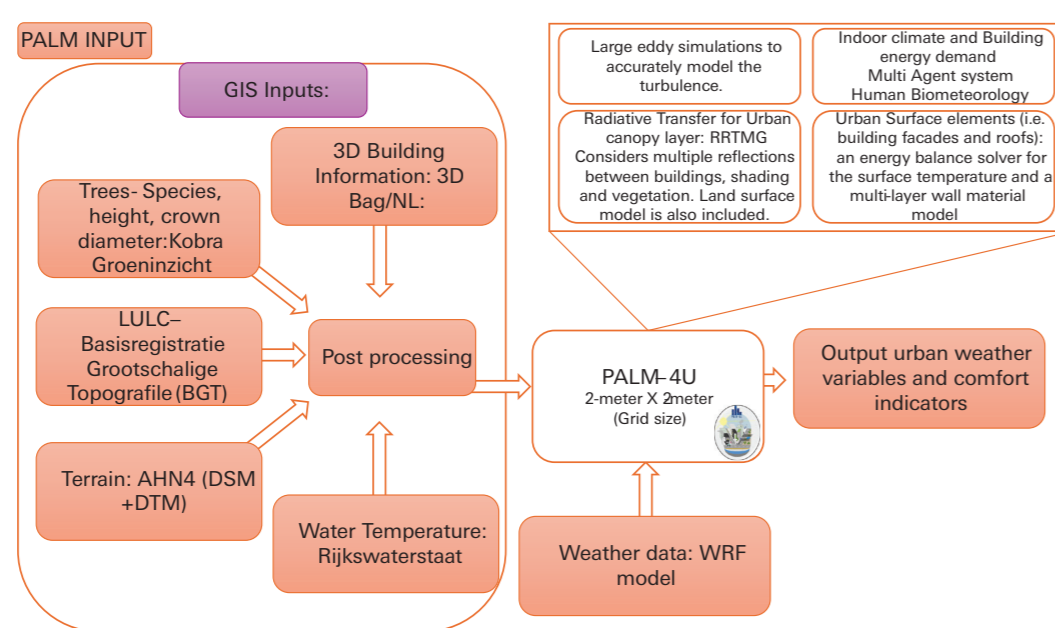 PALM INPUT
GIS Inputs:
3D Building
Information: 3D
Bag/NL:
Trees- Species,
height, crown
diameter:Kobra
Groeninzicht
LULC–
Basisregistratie
Grootschalige
Topografile (BGT)
Terrain: AHN4 (DSM
+DTM)
Post processing
Water Temperature:
Rijkswaterstaat
Large eddy simulations to
accurately model the
turbulence.
Indoor climate and Building
energy demand
Multi Agent system
Human Biometeorology
Radiative Transfer for Urban
canopy layer: RRTMG
Considers multiple reflections
between buildings, shading
and vegetation. Land surface
model is also included.
Urban Surface elements (i.e.
building facades and roofs):
an energy balance solver for
the surface temperature and a
multi-layer wall material
model
PALM–4U
2-meter X 2meter
(Grid size)
Weather data: WRF
model
Output urban weather
variables and comfort
indicators